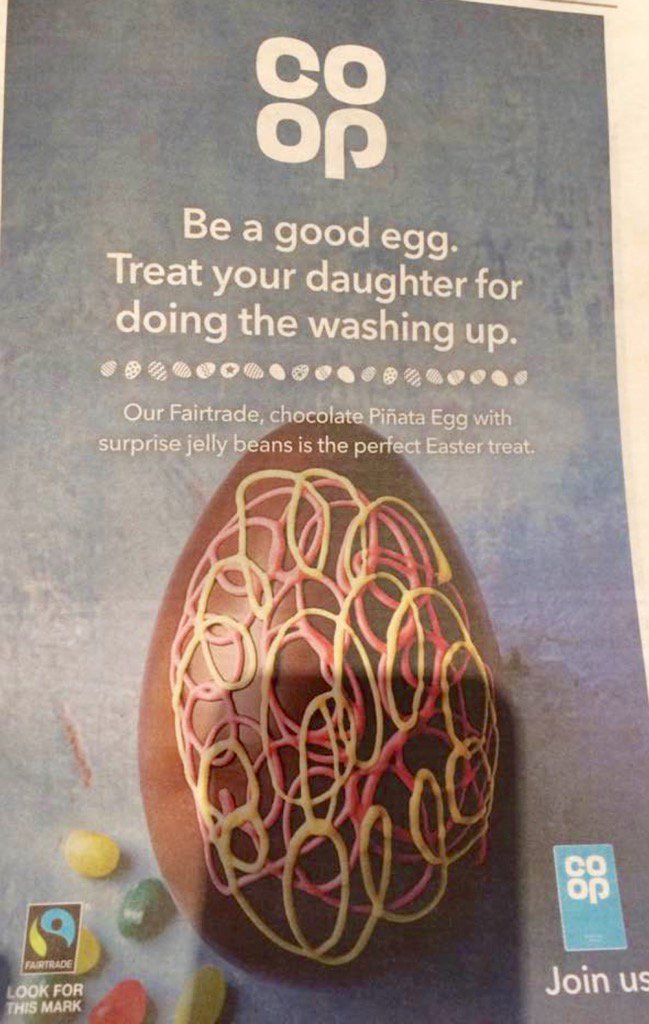 CO
OP
Be a good egg.
Treat your daughter for
doing the washing up.
Our Fairtrade, chocolate Piñata Egg with
surprise jelly beans is the perfect Easter treat.
FAIRTRADE
LOOK FOR
THIS MARK
CO
OP
Join us